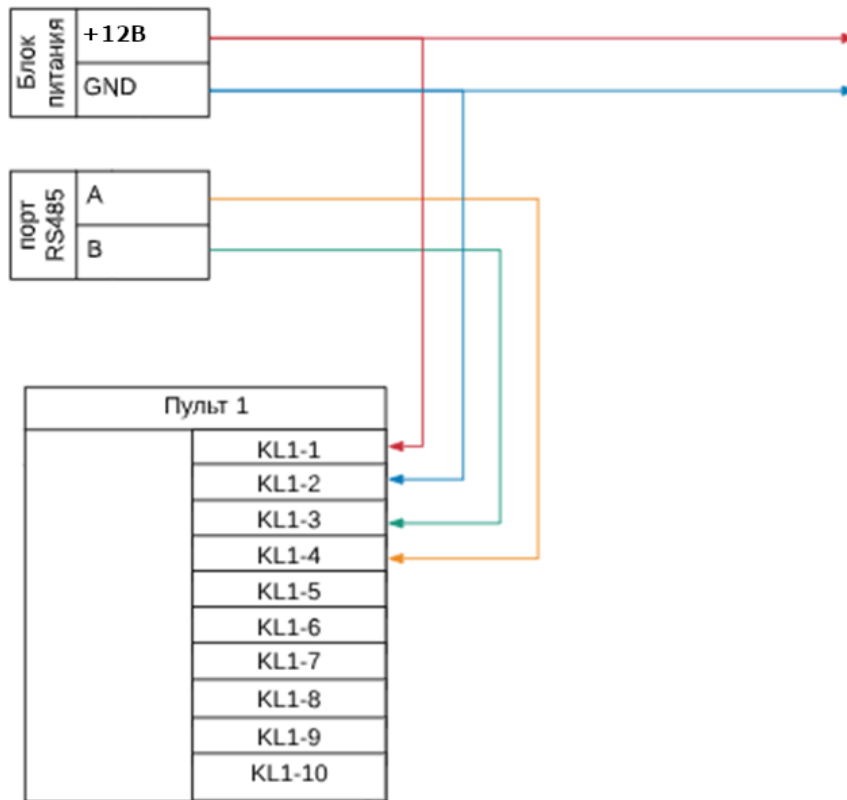 Блок
питания
+12В
GND
порт
RS485
A
B
Пульт 1
KL1-1
KL1-2
KL1-3
KL1-4
KL1-5
KL1-6
KL1-7
KL1-8
KL1-9
KL1-10